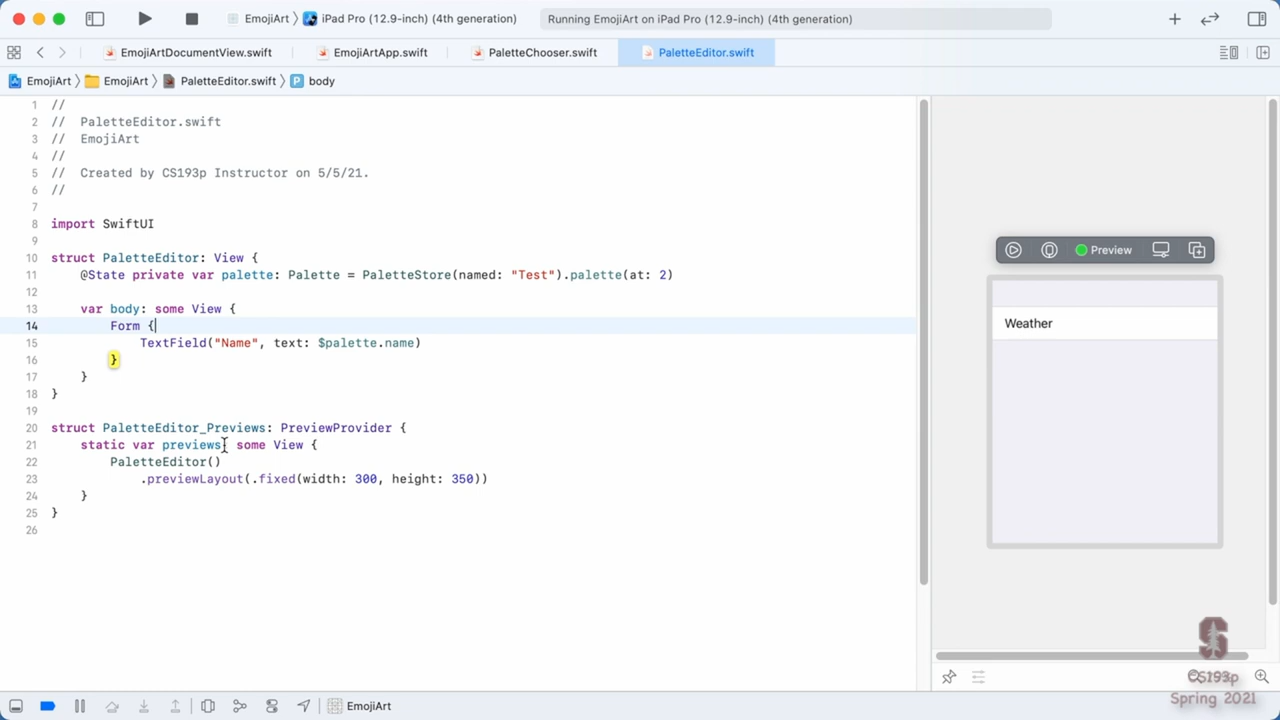 EmojiArt 〉 iPad Pro (12.9-inch) (4th generation)
Running EmojiArt on iPad Pro (12.9-inch) (4th generation)
EmojiArtDocumentView.swift
EmojiArtApp.swift
PaletteChooser.swift
PaletteEditor.swift
EmojiArt 〉 EmojiArt 〉 PaletteEditor.swift 〉 P body
1 //
2 //  PaletteEditor.swift
3 //  EmojiArt
4 //
5 //  Created by CS193p Instructor on 5/5/21.
6 //
7
8 import SwiftUI
9
10 struct PaletteEditor: View {
11     @State private var palette: Palette = PaletteStore(named: "Test").palette(at: 2)
12
13     var body: some View {
14         Form {
15             TextField("Name", text: $palette.name)
16         }
17     }
18 }
19
20 struct PaletteEditor_Previews: PreviewProvider {
21     static var previews: some View {
22         PaletteEditor()
23             .previewLayout(.fixed(width: 300, height: 350))
24     }
25 }
26
Preview
Weather
S
CS193p
Spring 2021
EmojiArt